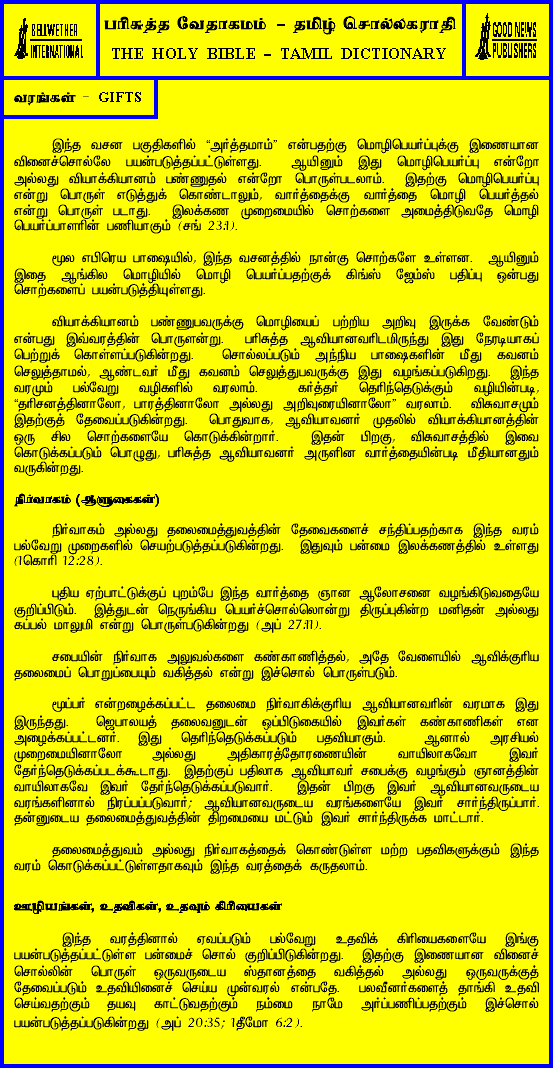 BELLWETHER
INTERNATIONAL
பரிசுத்த வேதாகமம் – தமிழ் சொல்லகராதி
THE HOLY BIBLE – TAMIL DICTIONARY
GOOD NEWS
PUBLISHERS
வரங்கள் – GIFTS
இந்த வசன பகுதிகளில் “அர்த்தமாம்” என்பதற்கு மொழிபெயர்ப்புக்கு இணையான
வினைச்சொல்லே பயன்படுத்தப்பட்டுள்ளது. ஆயினும் இது மொழிபெயர்ப்பு என்றோ
அல்லது வியாக்கியானம் பண்ணுதல் என்றோ பொருள்படலாம். இதற்கு மொழிபெயர்ப்பு
என்று பொருள் எடுத்துக் கொண்டாலும், வார்த்தைக்கு வார்த்தை மொழி பெயர்த்தல்
என்று பொருள் படாது. இலக்கண முறைமையில் சொற்களை அமைத்திடுவதே மொழி
பெயர்ப்பாளரின் பணியாகும் (சங் 23:1).
மூல எபிரெய பாஷையில், இந்த வசனத்தில் நான்கு சொற்களே உள்ளன. ஆயினும்
இதை ஆங்கில மொழியில் மொழி பெயர்ப்பதற்குக் கிங்ஸ் ஜேம்ஸ் பதிப்பு ஒன்பது
சொற்களைப் பயன்படுத்தியுள்ளது.
வியாக்கியானம் பண்ணுபவருக்கு மொழியைப் பற்றிய அறிவு இருக்க வேண்டும்
என்பது இவ்வரத்தின் பொருளன்று. பரிசுத்த ஆவியானவரிடமிருந்து இது நேரடியாகப்
பெற்றுக் கொள்ளப்படுகின்றது. சொல்லப்படும் அந்நிய பாஷைகளின் மீது கவனம்
செலுத்தாமல், ஆண்டவர் மீது கவனம் செலுத்துபவருக்கு இது வழங்கப்படுகிறது. இந்த
வரமும் பல்வேறு வழிகளில் வரலாம். கர்த்தர் தெரிந்தெடுக்கும் வழியின்படி,
“தரிசனத்தினாலோ, பாரத்தினாலோ அல்லது அறிவுரையினாலோ” வரலாம். விசுவாசமும்
இதற்குத் தேவைப்படுகின்றது. பொதுவாக, ஆவியானவர் முதலில் வியாக்கியானத்தின்
ஒரு சில சொற்களையே கொடுக்கின்றார். இதன் பிறகு, விசுவாசத்தில் இவை
கொடுக்கப்படும் பொழுது, பரிசுத்த ஆவியானவர் அருளின வார்த்தையின்படி மீதியானதும்
வருகின்றது.
நிர்வாகம் (ஆளுகைகள்)
நிர்வாகம் அல்லது தலைமைத்துவத்தின் தேவைகளைச் சந்திப்பதற்காக இந்த வரம்
பல்வேறு முறைகளில் செயற்படுத்தப்படுகின்றது. இதுவும் பன்மை இலக்கணத்தில் உள்ளது
(1கொரி 12:28).
புதிய ஏற்பாட்டுக்குப் புறம்பே இந்த வார்த்தை ஞான ஆலோசனை வழங்கிடுவதையே
குறிப்பிடும். இத்துடன் நெருங்கிய பெயர்ச்சொல்லொன்று திருப்புகின்ற மனிதன் அல்லது
கப்பல் மாலுமி என்று பொருள்படுகின்றது (அப் 27:11).
சபையின் நிர்வாக அலுவல்களை கண்காணித்தல், அதே வேளையில் ஆவிக்குரிய
தலைமைப் பொறுப்பையும் வகித்தல் என்று இச்சொல் பொருள்படும்.
மூப்பர் என்றழைக்கப்பட்ட தலைமை நிர்வாகிக்குரிய ஆவியானவரின் வரமாக இது
இருந்தது. ஜெபாலயத் தலைவனுடன் ஒப்பிடுகையில் இவர்கள் கண்காணிகள் என
அழைக்கப்பட்டனர். இது தெரிந்தெடுக்கப்படும் பதவியாகும். ஆனால் அரசியல்
முறைமையினாலோ அல்லது அதிகாரத்தோரணையின் வாயிலாகவோ இவர்
தேர்ந்தெடுக்கப்படக்கூடாது. இதற்குப் பதிலாக ஆவியாவர் சபைக்கு வழங்கும் ஞானத்தின்
வாயிலாகவே இவர் தேர்ந்தெடுக்கப்படுவார். இதன் பிறகு இவர் ஆவியானவருடைய
வரங்களினால் நிரப்பப்படுவார்; ஆவியானவருடைய வரங்களையே இவர் சார்ந்திருப்பார்.
தன்னுடைய தலைமைத்துவத்தின் திறமையை மட்டும் இவர் சார்ந்திருக்க மாட்டார்.
தலைமைத்துவம் அல்லது நிர்வாகத்தைக் கொண்டுள்ள மற்ற பதவிகளுக்கும் இந்த
வரம் கொடுக்கப்பட்டுள்ளதாகவும் இந்த வரத்தைக் கருதலாம்.
ஊழியங்கள், உதவிகள், உதவும் கிரியைகள்
இந்த வரத்தினால் ஏவப்படும் பல்வேறு உதவிக் கிரியைகளையே இங்கு
பயன்படுத்தப்பட்டுள்ள பன்மைச் சொல் குறிப்பிடுகின்றது. இதற்கு இணையான வினைச்
சொல்லின் பொருள் ஒருவருடைய ஸ்தானத்தை வகித்தல் அல்லது ஒருவருக்குத்
தேவைப்படும் உதவியினைச் செய்ய முன்வரல் என்பதே. பலவீனர்களைத் தாங்கி உதவி
செய்வதற்கும் தயவு காட்டுவதற்கும் நம்மை நாமே அர்ப்பணிப்பதற்கும் இச்சொல்
பயன்படுத்தப்படுகின்றது (அப் 20:35; 1தீமோ 6:2).